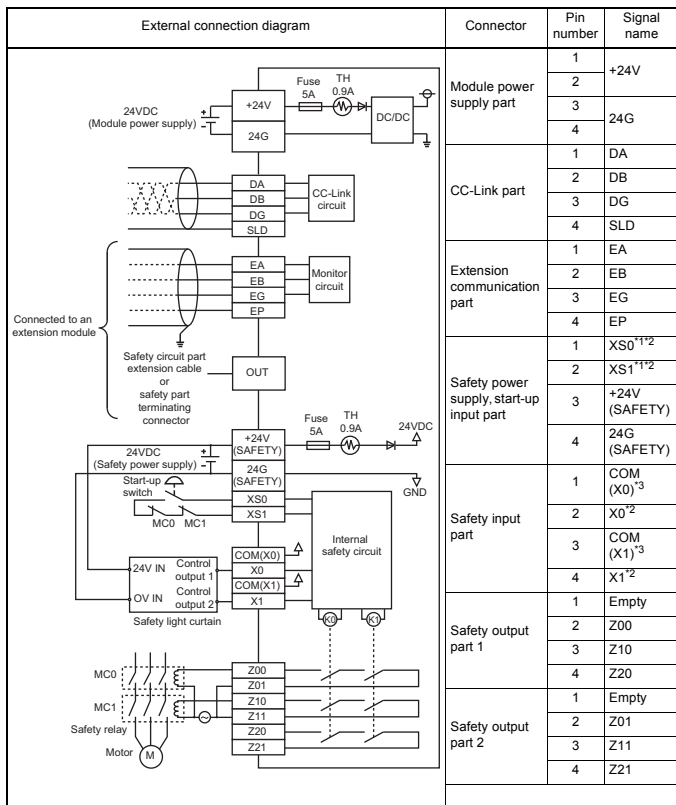 External connection diagram
Connector
Pin number
Signal name
24VDC
(Module power supply)
+24V
24G
Fuse
5A
TH
0.9A
DC/DC
DA
DB
DG
SLD
CC-Link
circuit
EA
EB
EG
EP
Monitor
circuit
Connected to an
extension module
Safety circuit part
extension cable
or
safety part
terminating
connector
OUT
Fuse
5A
TH
0.9A
24VDC
24VDC
(Safety power supply)
+24V
(SAFETY)
24G
(SAFETY)
GND
Start-up
switch
XS0
XS1
MC0
MC1
Internal
safety circuit
COM(X0)
X0
COM(X1)
X1
24V IN
Control
output 1
OV IN
Control
output 2
Safety light curtain
K0
K1
MC0
MC1
Safety relay
Motor
M
Z00
Z01
Z10
Z11
Z20
Z21
Module power
supply part
1
2
+24V
3
4
24G
CC-Link part
1 DA
2 DB
3 DG
4 SLD
Extension
communication
part
1 EA
2 EB
3 EG
4 EP
Safety power
supply, start-up
input part
1 XS0*1*2
2 XS1*1*2
3 +24V
(SAFETY)
4 24G
(SAFETY)
Safety input
part
1 COM
(X0)*3
2 X0*2
3 COM
(X1)*3
4 X1*2
Safety output
part 1
1 Empty
2 Z00
3 Z10
4 Z20
Safety output
part 2
1 Empty
2 Z01
3 Z11
4 Z21